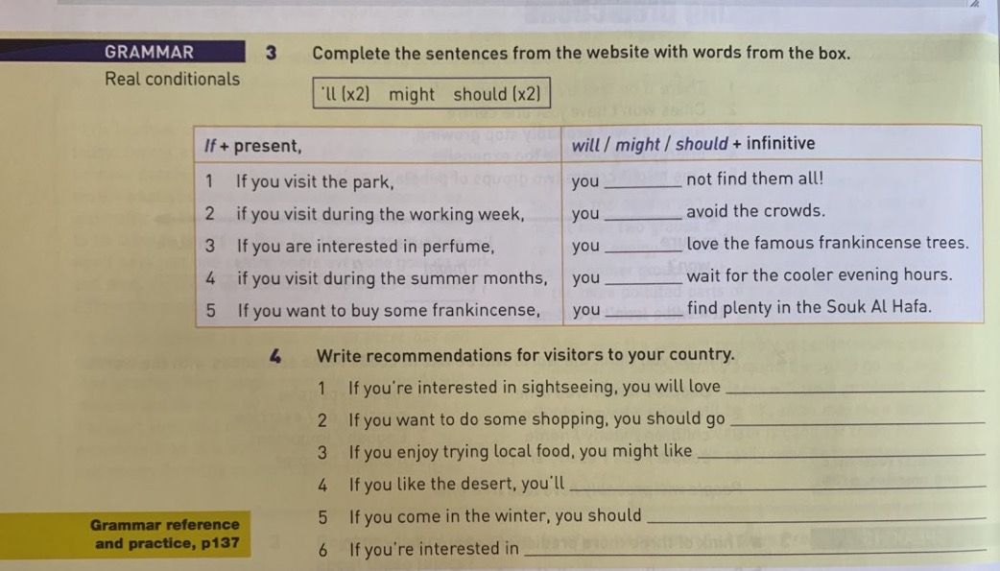 GRAMMAR
Real conditionals
3 Complete the sentences from the website with words from the box.
'll (x2) might should (x2)
If + present, will / might / should + infinitive
1 If you visit the park, you ________ not find them all!
2 if you visit during the working week, you ________ avoid the crowds.
3 If you are interested in perfume, you ________ love the famous frankincense trees.
4 if you visit during the summer months, you ________ wait for the cooler evening hours.
5 If you want to buy some frankincense, you ________ find plenty in the Souk Al Hafa.
4 Write recommendations for visitors to your country.
1 If you're interested in sightseeing, you will love ________
2 If you want to do some shopping, you should go ________
3 If you enjoy trying local food, you might like ________
4 If you like the desert, you'll ________
5 If you come in the winter, you should ________
6 If you're interested in ________
Grammar reference
and practice, p137